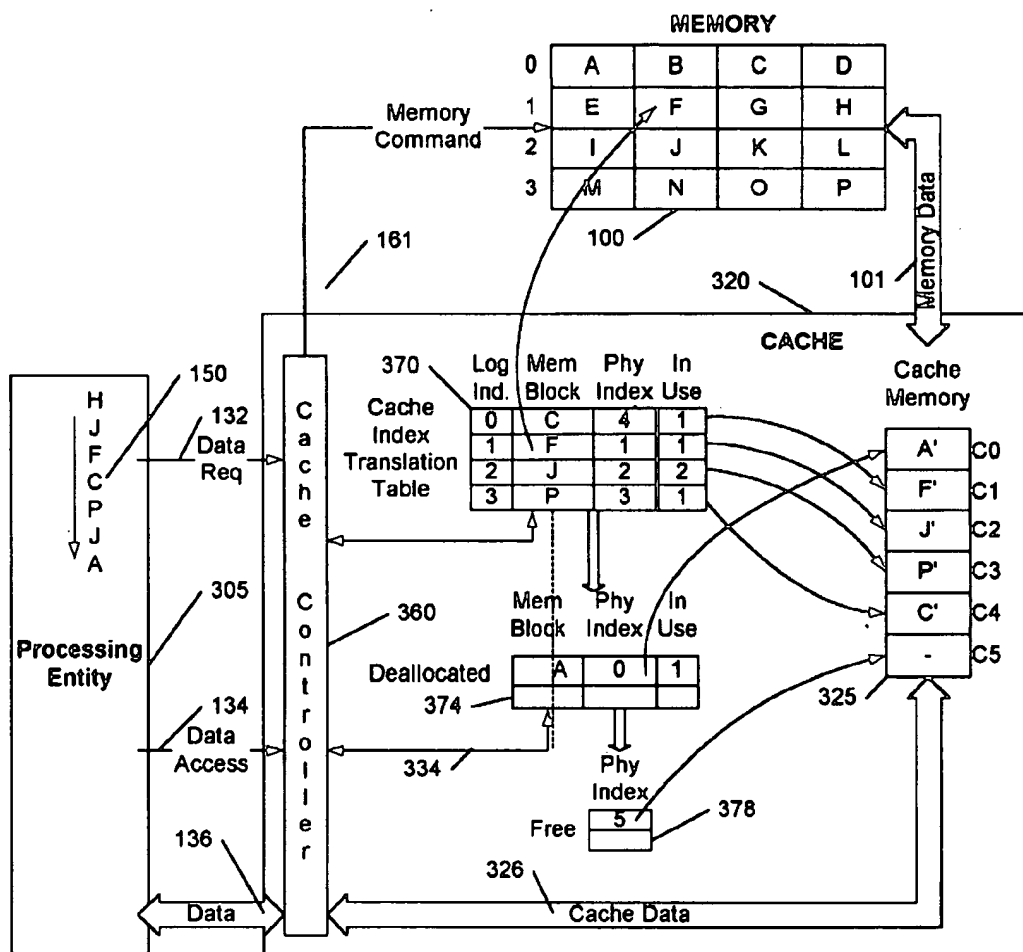 MEMORY
0 A B C D
1 E F G H
2 I J K L
3 M N O P
Memory
Command
100
161
101
Memory Data
320
CACHE
370
Log Mem Phy In
Ind. Block Index Use
0 C 4 1
1 F 1 1
2 J 2 2
3 P 3 1
Cache
Index
Translation
Table
Cache
Memory
A' C0
F' C1
J' C2
P' C3
C' C4
- C5
325
H
J
F
C
P
J
A
150
132
Data
Req
305
Processing
Entity
134
Data
Access
136
Data
Cache
Controller
360
Mem Phy In
Block Index Use
Deallocated
A 0 1
374
334
Phy
Index
Free
5
378
326
Cache Data